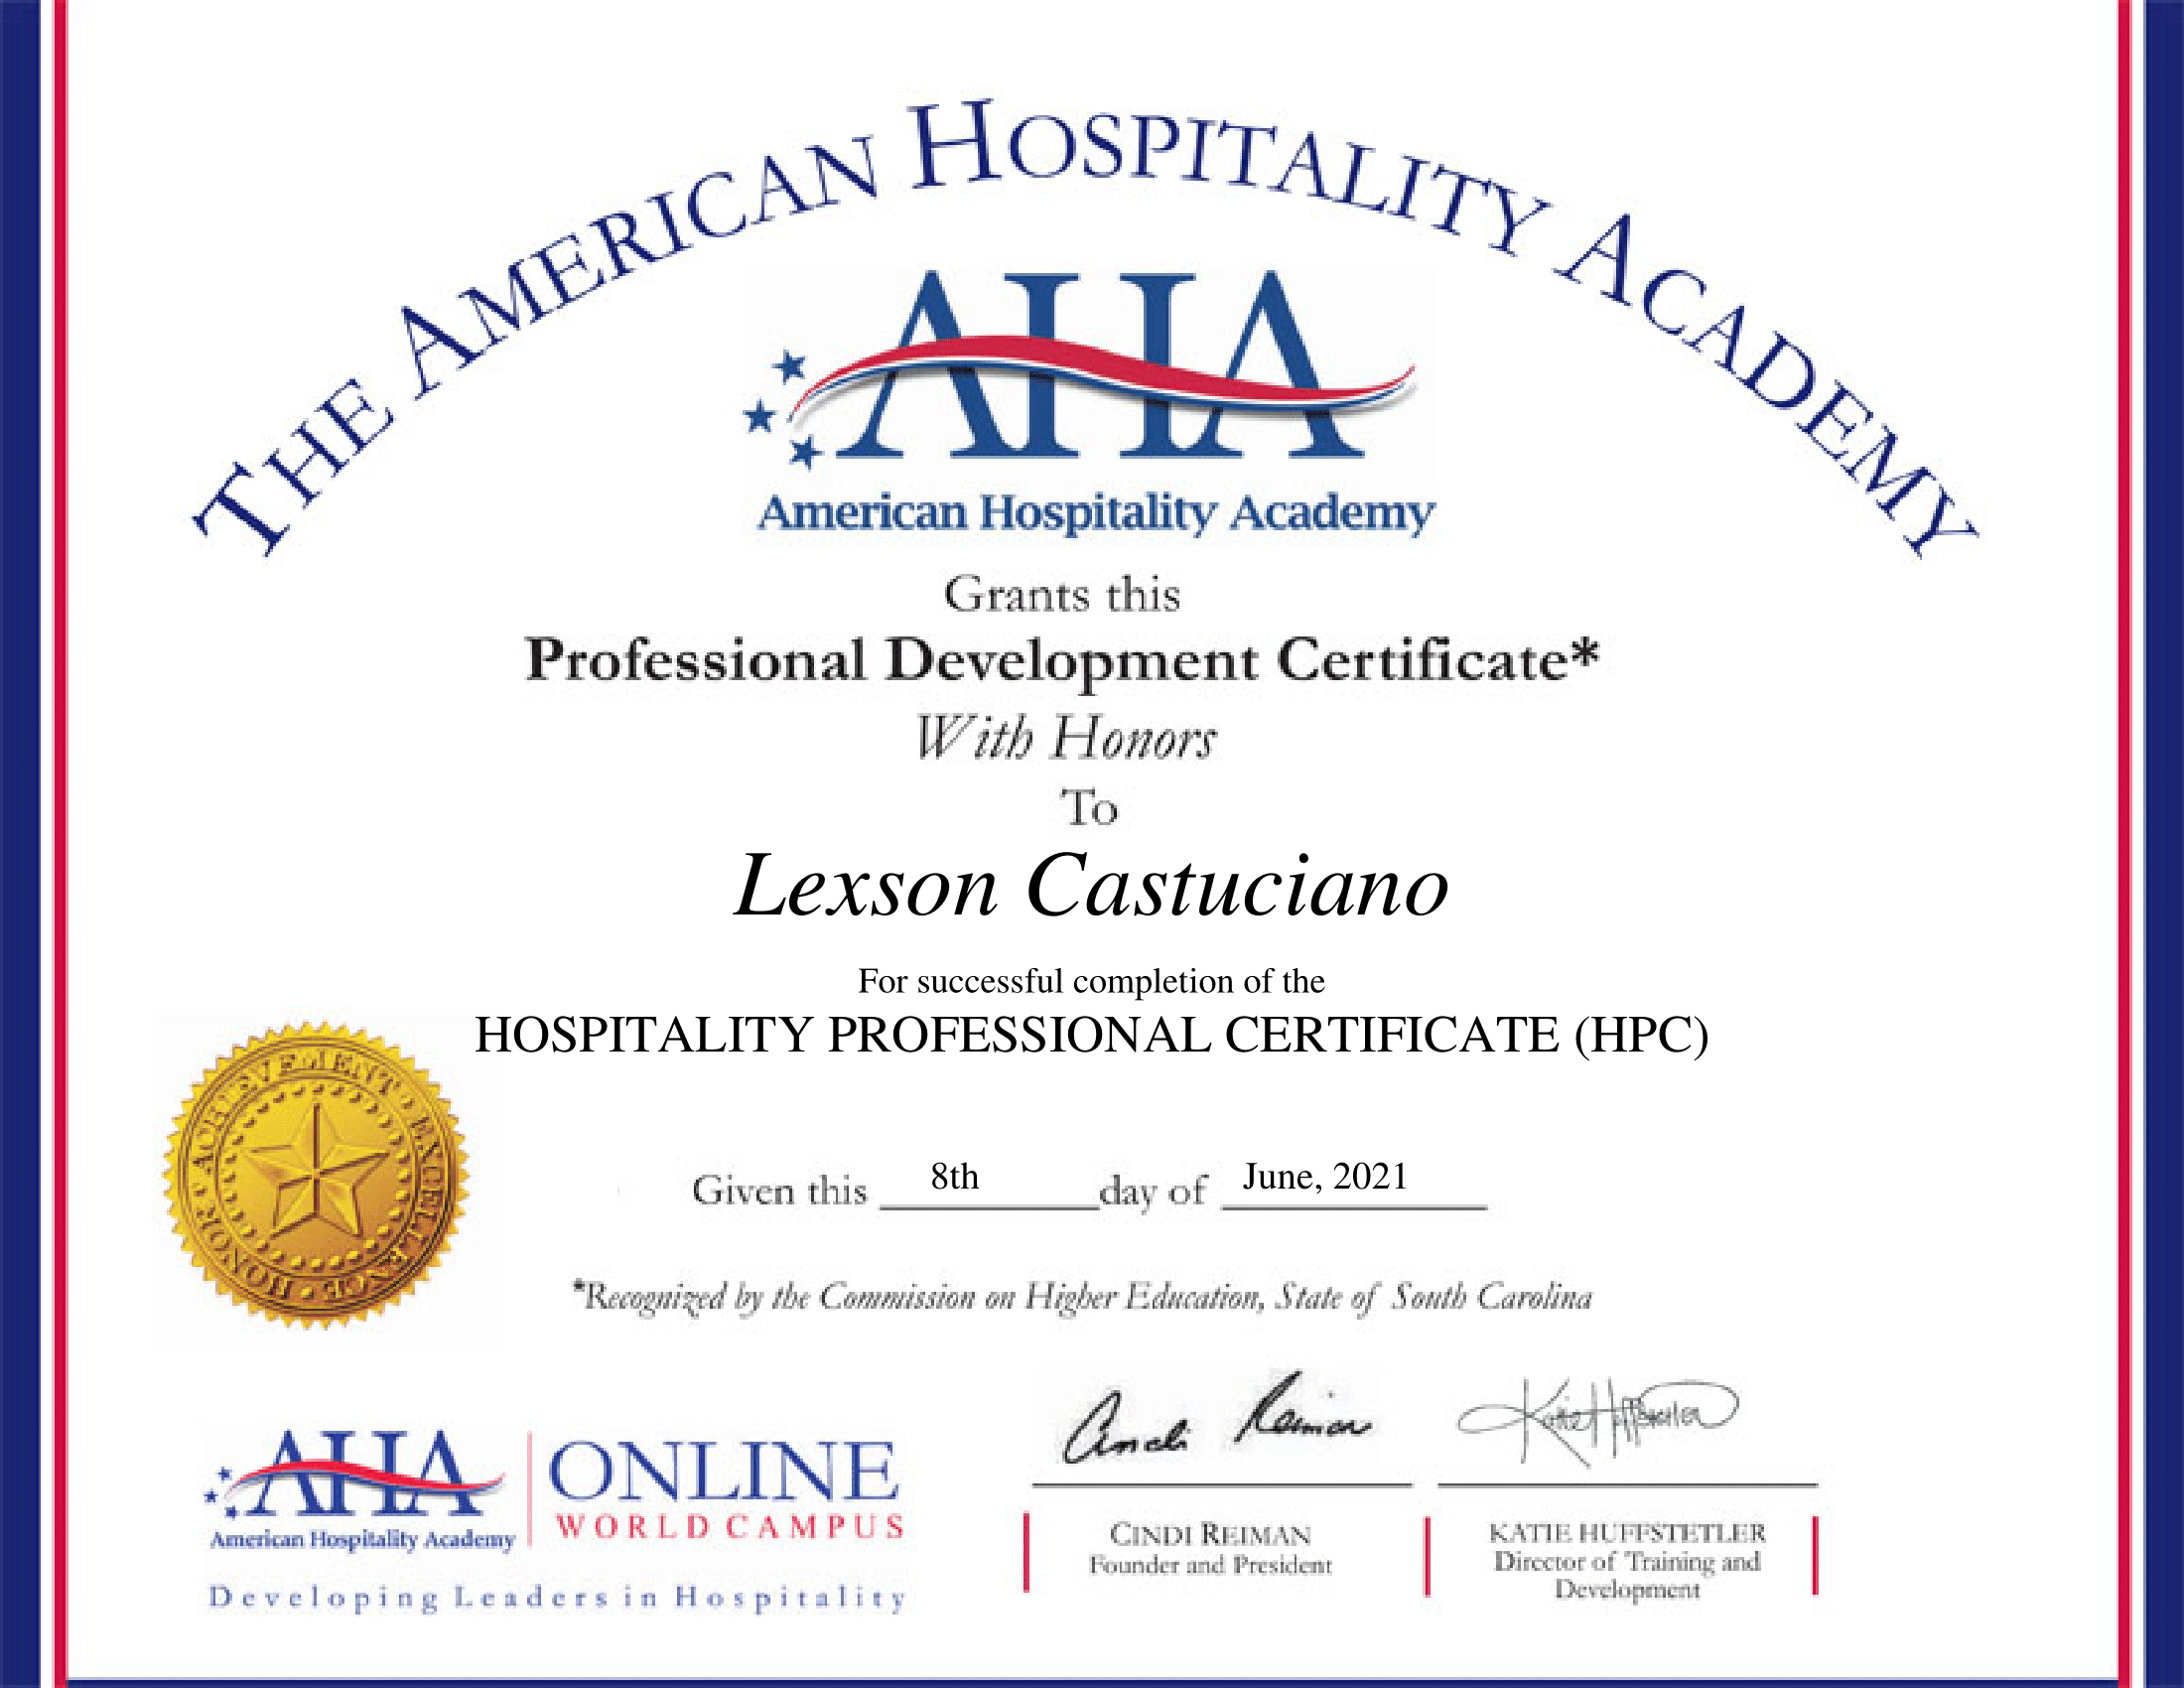 THE AMERICAN HOSPITALITY ACADEMY
AHA
American Hospitality Academy
Grants this
Professional Development Certificate*
With Honors
To
Lexson Castuciano
For successful completion of the
HOSPITALITY PROFESSIONAL CERTIFICATE (HPC)
HONOR • ACHIEVEMENT • EXCELLENCE •
Given this 8th day of June, 2021
*Recognized by the Commission on Higher Education, State of South Carolina
Cindi Reiman
Katie Huffstetler
AHA
American Hospitality Academy
ONLINE
WORLD CAMPUS
Developing Leaders in Hospitality
CINDI REIMAN
Founder and President
KATIE HUFFSTETLER
Director of Training and
Development